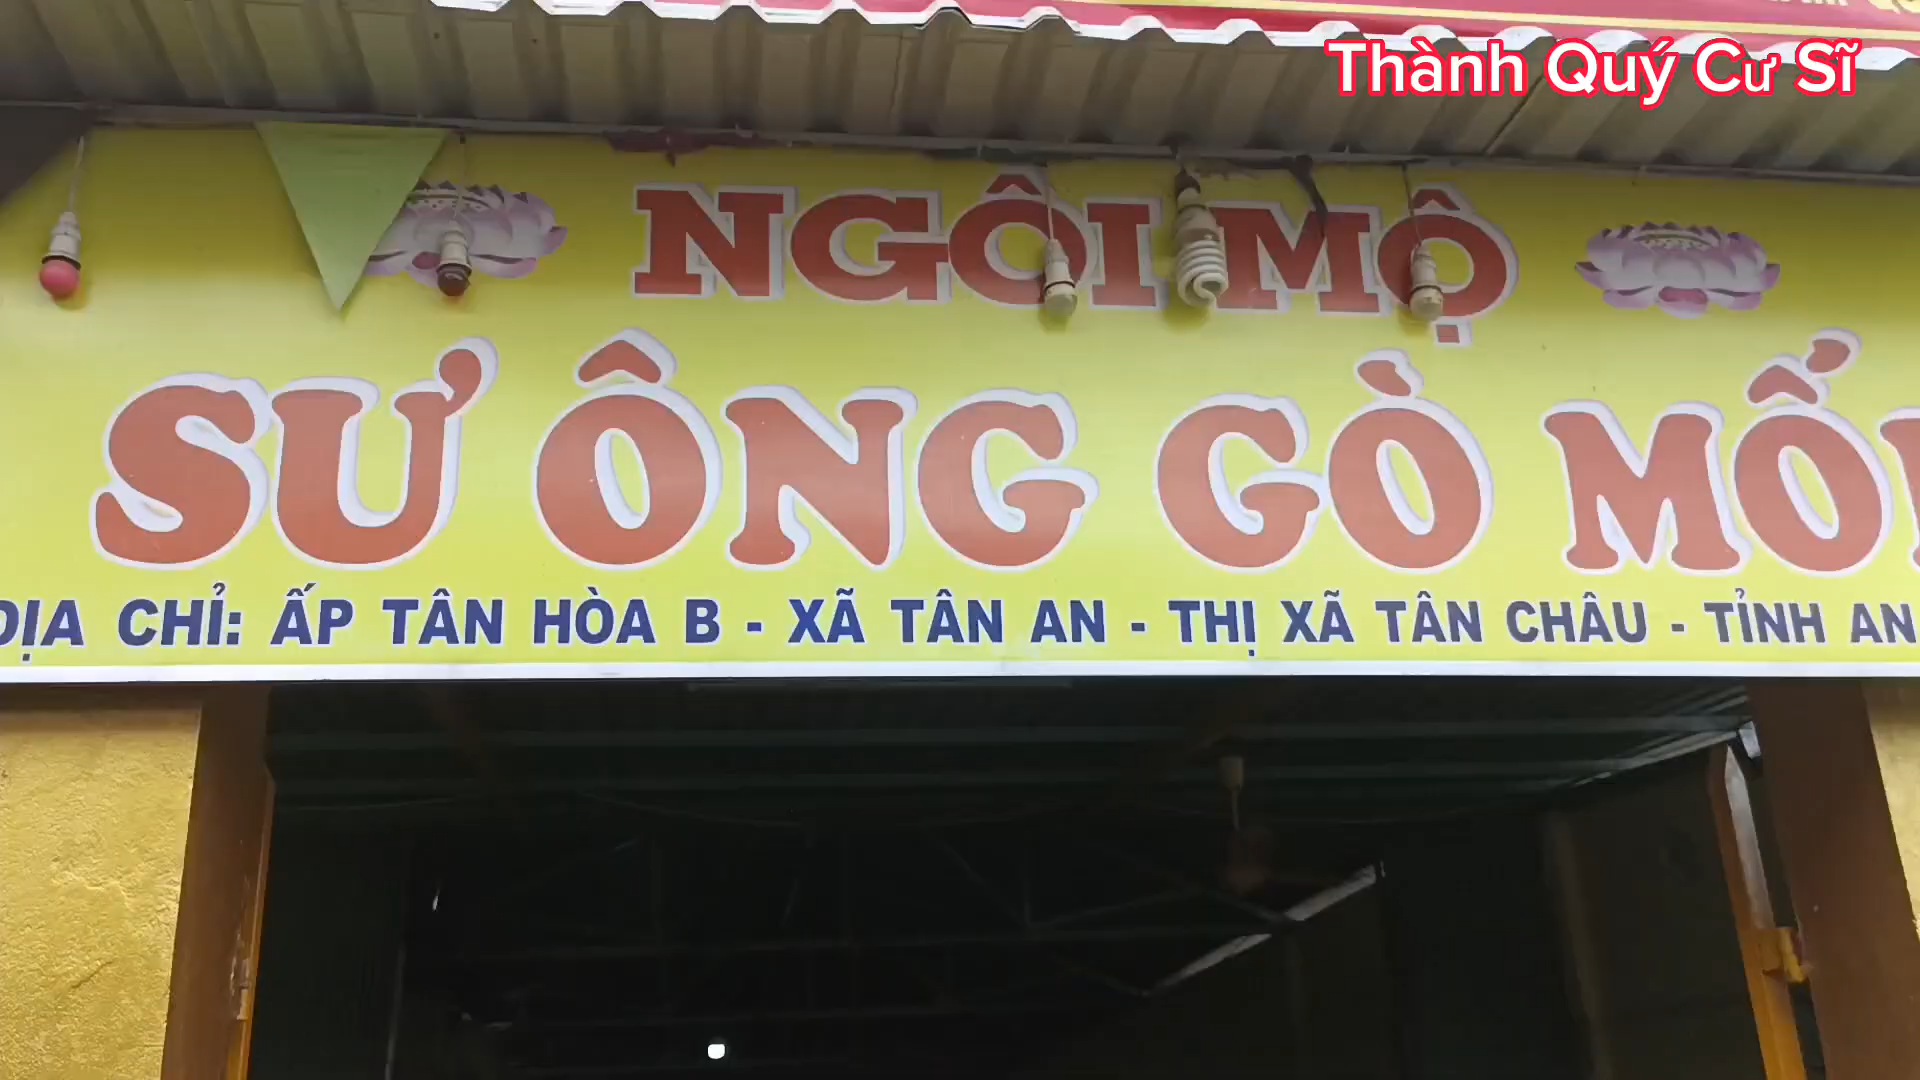 Thành Quý Cư Sĩ
NGÔI MỘ
SƯ ÔNG GÒ MỐ
ĐỊA CHỈ: ẤP TÂN HÒA B - XÃ TÂN AN - THỊ XÃ TÂN CHÂU - TỈNH AN